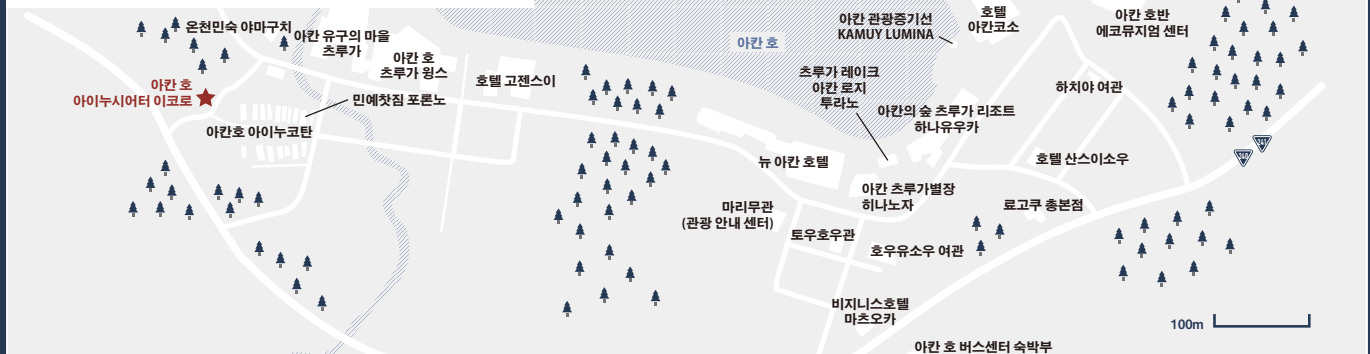 온천민숙 야마구치
아칸 유구의 마을
츠루가
아칸 호
츠루가 윙스
호텔 고젠스이
아칸 호
아칸 관광증기선
KAMUY LUMINA
호텔
아칸코소
아칸 호반
에코뮤지엄 센터
아칸 호
아이누시어터 이코로
민예찻짐 포론노
아칸호 아이누코탄
츠루가 레이크
아칸 로지
투라노
아칸의 숲 츠루가 리조트
하나유우카
하치야 여관
호텔 산스이소우
뉴 아칸 호텔
아칸 츠루가별장
히나노자
료고쿠 총본점
마리무관
(관광 안내 센터)
토우호우관
호우유소우 여관
비지니스호텔
마츠오카
아칸 호 버스센터 숙박부
100m